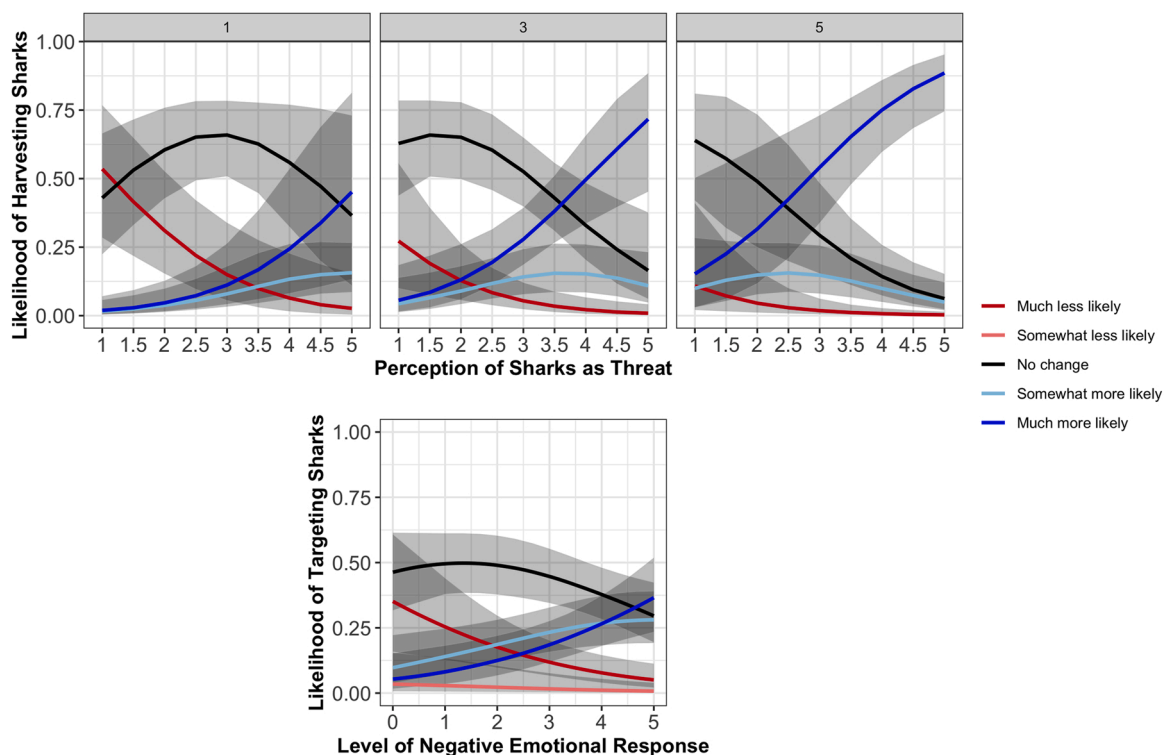 1 3 5
Likelihood of Harvesting Sharks
1.00
0.75
0.50
0.25
0.00
1 1.5 2 2.5 3 3.5 4 4.5 5 1 1.5 2 2.5 3 3.5 4 4.5 5 1 1.5 2 2.5 3 3.5 4 4.5 5
Perception of Sharks as Threat
Much less likely
Somewhat less likely
No change
Somewhat more likely
Much more likely
Likelihood of Targeting Sharks
1.00
0.75
0.50
0.25
0.00
0 1 2 3 4 5
Level of Negative Emotional Response